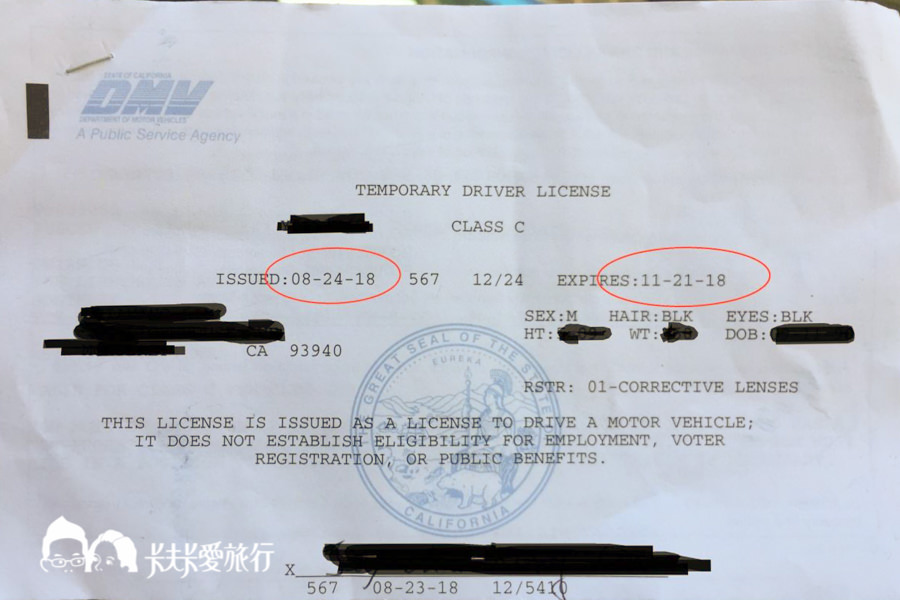 STATE OF CALIFORNIA
DMV
DEPARTMENT OF MOTOR VEHICLES
A Public Service Agency
TEMPORARY DRIVER LICENSE
CLASS C
ISSUED:08-24-18 567 12/24 EXPIRES:11-21-18
SEX:M HAIR:BLK EYES:BLK
HT: WT: DOB:
CA 93940
RSTR: 01-CORRECTIVE LENSES
THE GREAT SEAL OF THE STATE OF
EUREKA
CALIFORNIA
THIS LICENSE IS ISSUED AS A LICENSE TO DRIVE A MOTOR VEHICLE;
IT DOES NOT ESTABLISH ELIGIBILITY FOR EMPLOYMENT, VOTER
REGISTRATION, OR PUBLIC BENEFITS.
卡夫卡愛旅行
X
567 08-23-18 12/5410